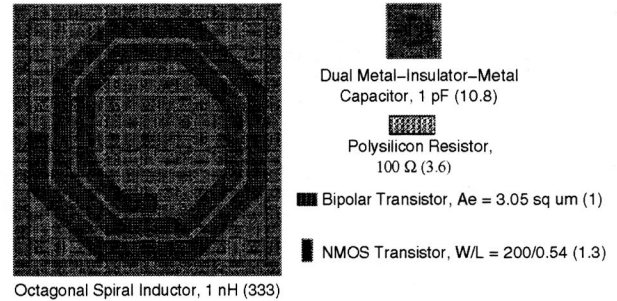 Dual Metal–Insulator–Metal
Capacitor, 1 pF (10.8)
Polysilicon Resistor,
100 Ω (3.6)
Bipolar Transistor, Ae = 3.05 sq um (1)
NMOS Transistor, W/L = 200/0.54 (1.3)
Octagonal Spiral Inductor, 1 nH (333)